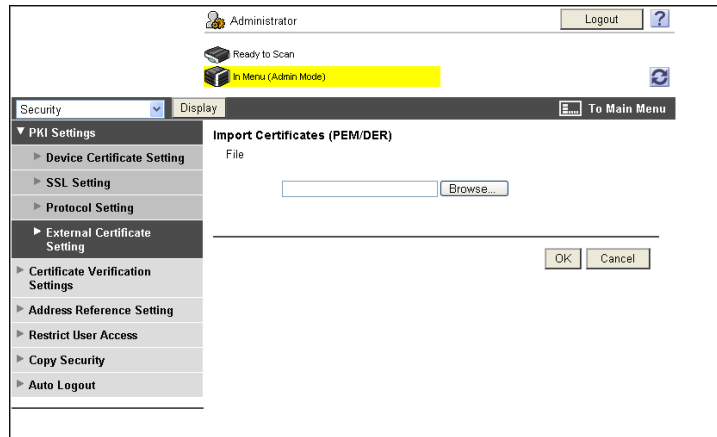 Administrator
Logout
?
Ready to Scan
In Menu (Admin Mode)
Security
Display
To Main Menu
PKI Settings
Device Certificate Setting
SSL Setting
Protocol Setting
External Certificate
Setting
Certificate Verification
Settings
Address Reference Setting
Restrict User Access
Copy Security
Auto Logout
Import Certificates (PEM/DER)
File
Browse...
OK
Cancel